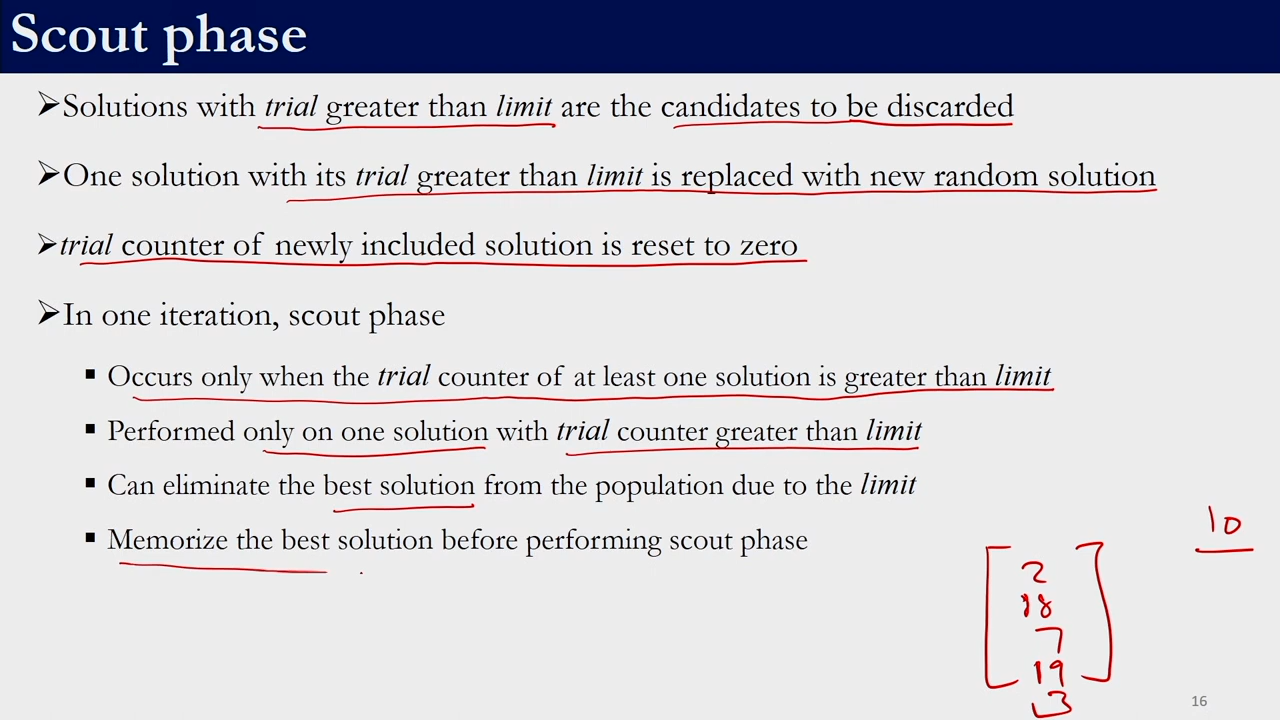 Scout phase
➢Solutions with trial greater than limit are the candidates to be discarded
➢One solution with its trial greater than limit is replaced with new random solution
➢trial counter of newly included solution is reset to zero
➢In one iteration, scout phase
▪ Occurs only when the trial counter of at least one solution is greater than limit
▪ Performed only on one solution with trial counter greater than limit
▪ Can eliminate the best solution from the population due to the limit
▪ Memorize the best solution before performing scout phase
10
2
18
7
19
3
16